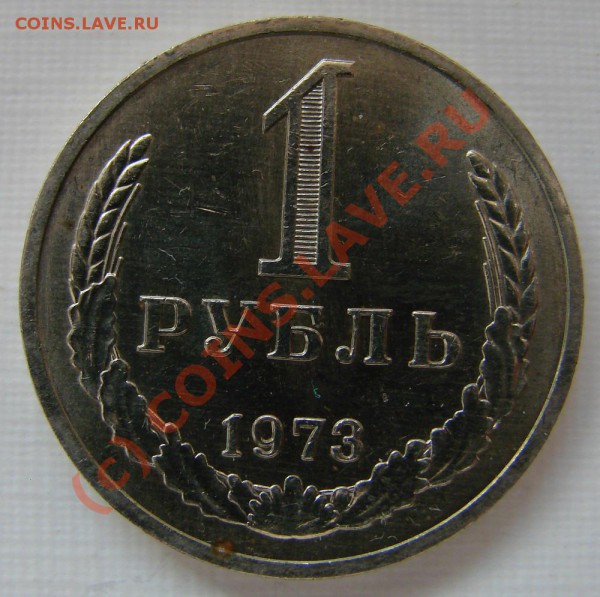 COINS.LAVE.RU
1
РУБЛЬ
1973
(c) COINS.LAVE.RU